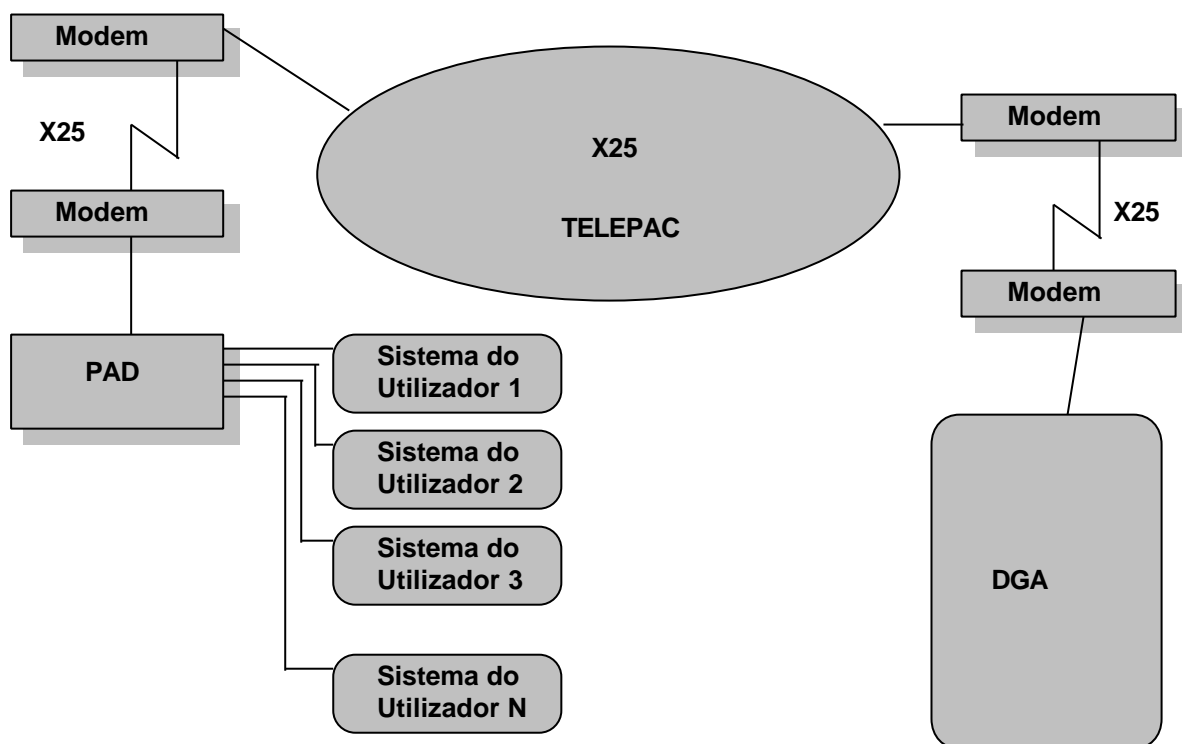 Modem
X25
Modem
PAD
X25
TELEPAC
Modem
X25
Modem
Sistema do
Utilizador 1
Sistema do
Utilizador 2
Sistema do
Utilizador 3
Sistema do
Utilizador N
DGA